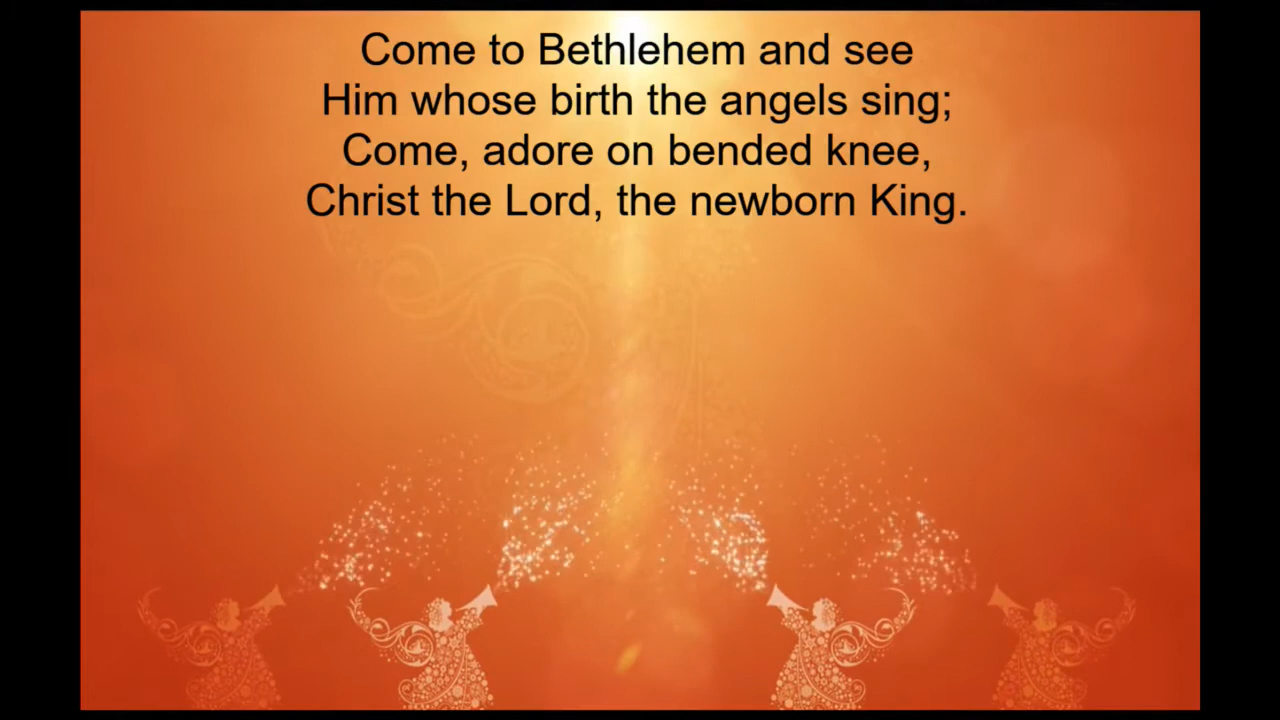 Come to Bethlehem and see
Him whose birth the angels sing;
Come, adore on bended knee,
Christ the Lord, the newborn King.